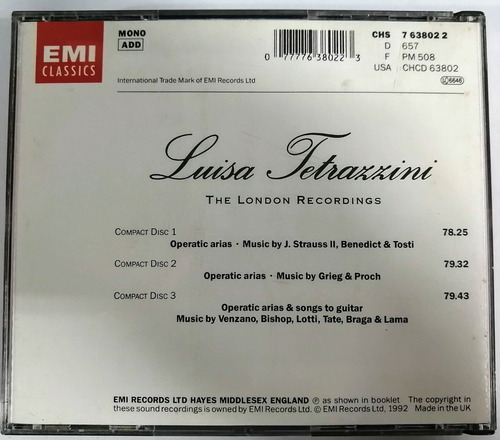 EMI
CLASSICS
MONO
ADD
International Trade Mark of EMI Records Ltd
0 77776 38022 3
CHS 7 63802 2
D 657
F PM 508
USA CHCD 63802
LC 6646
Luisa Tetrazzini
THE LONDON RECORDINGS
COMPACT DISC 1 78.25
Operatic arias · Music by J. Strauss II, Benedict & Tosti
COMPACT DISC 2 79.32
Operatic arias · Music by Grieg & Proch
COMPACT DISC 3 79.43
Operatic arias & songs to guitar
Music by Venzano, Bishop, Lotti, Tate, Braga & Lama
EMI RECORDS LTD HAYES MIDDLESEX ENGLAND ℗ as shown in booklet The copyright in
these sound recordings is owned by EMI Records Ltd. © EMI Records Ltd, 1992 Made in the UK